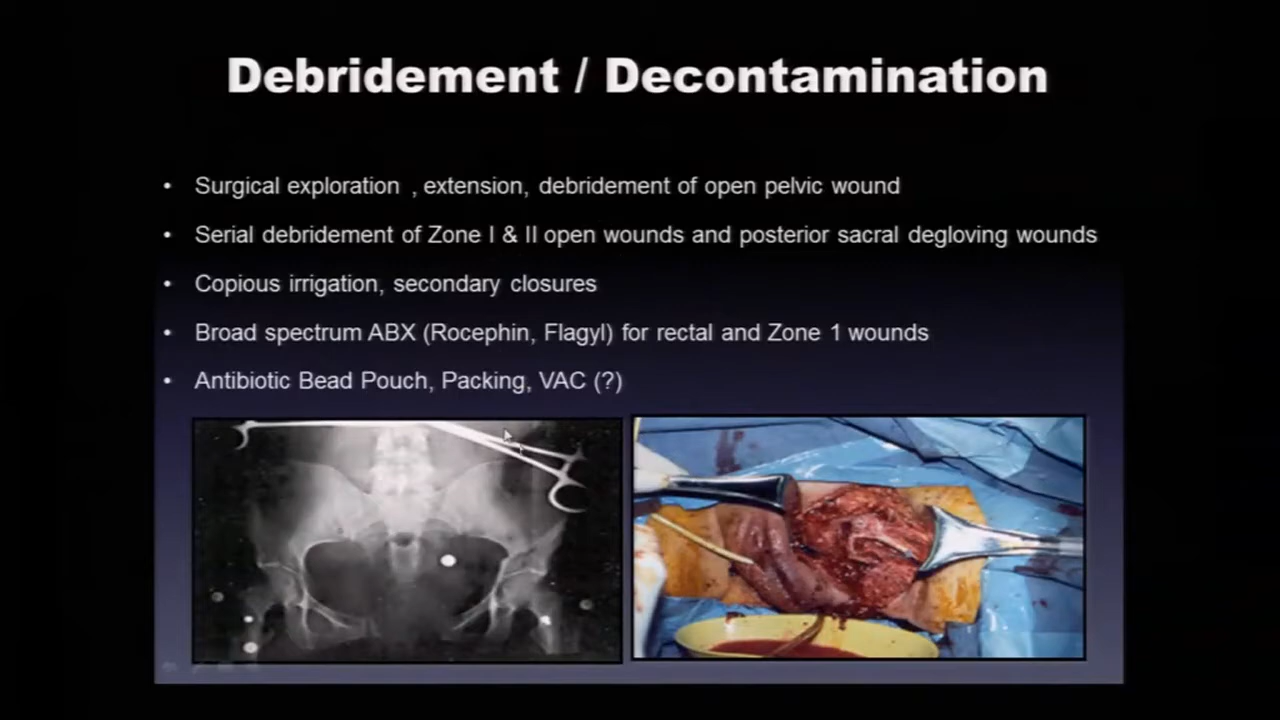 Debridement / Decontamination
• Surgical exploration , extension, debridement of open pelvic wound
• Serial debridement of Zone I & II open wounds and posterior sacral degloving wounds
• Copious irrigation, secondary closures
• Broad spectrum ABX (Rocephin, Flagyl) for rectal and Zone 1 wounds
• Antibiotic Bead Pouch, Packing, VAC (?)